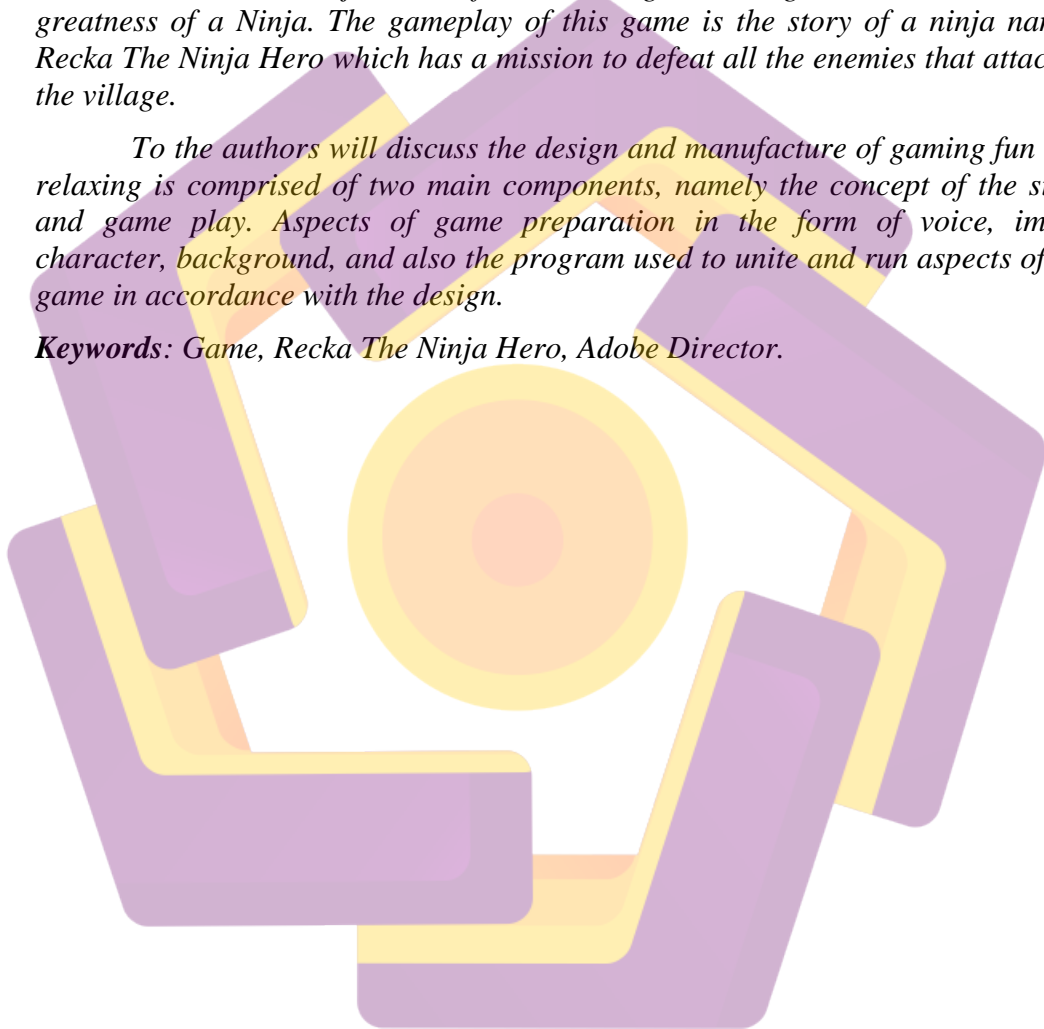 greatness of a Ninja. The gameplay of this game is the story of a ninja
Recka The Ninja Hero which has a mission to defeat all the enemies that
the village.
To the authors will discuss the design and manufacture of gaming fun
relaxing is comprised of two main components, namely the concept of the
and game play. Aspects of game preparation in the form of voice,
character, background, and also the program used to unite and run aspects of
game in accordance with the design.
Keywords: Game, Recka The Ninja Hero, Adobe Director.